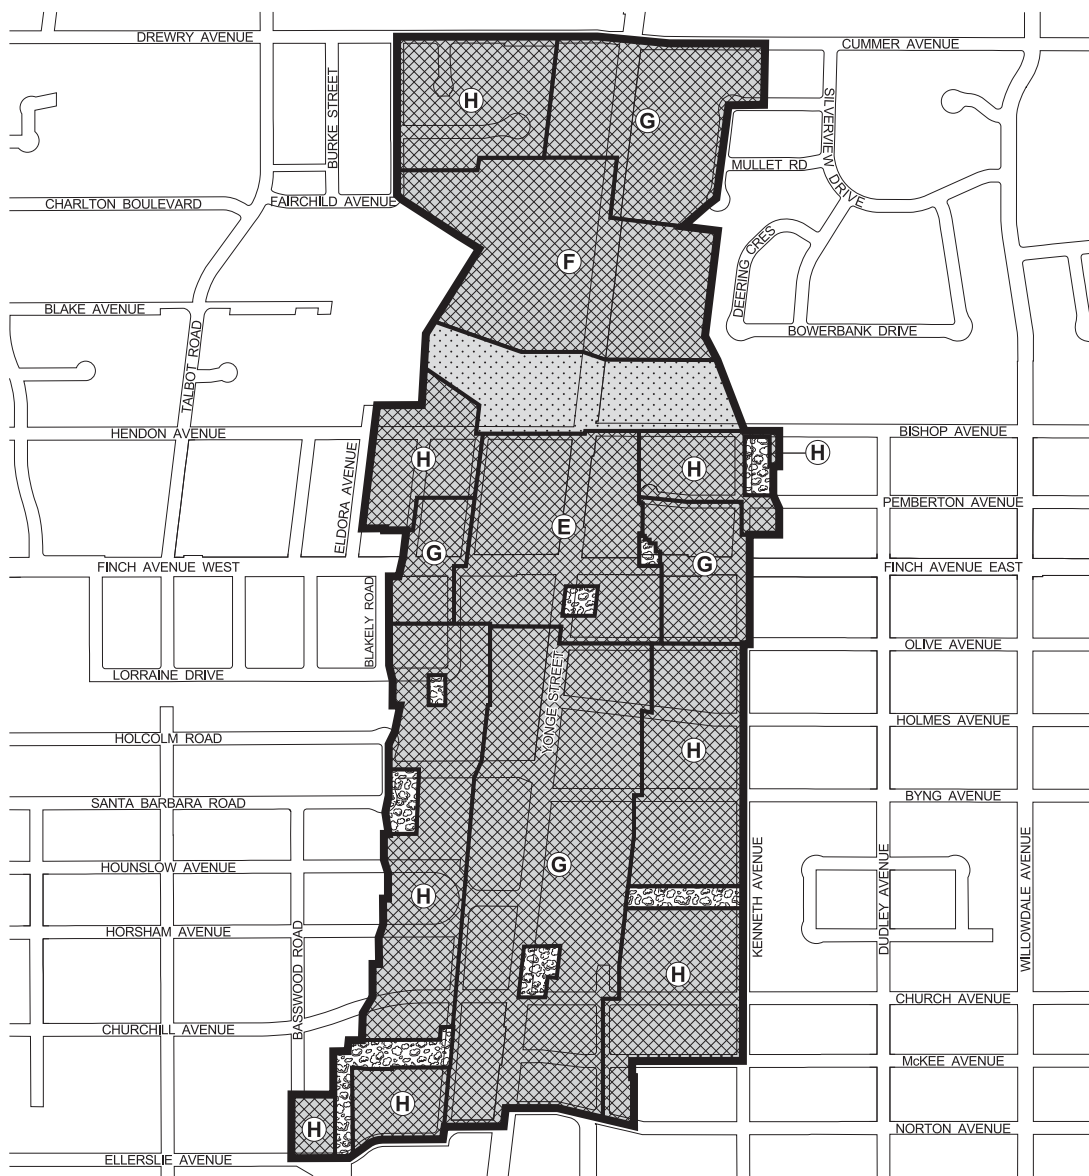 DREWRY AVENUE
CUMMER AVENUE
BURKE STREET
H
G
SILVERVIEW DRIVE
MULLET RD
CHARLTON BOULEVARD
FAIRCHILD AVENUE
DEERING CRES
F
BLAKE AVENUE
TALBOT ROAD
BOWERBANK DRIVE
HENDON AVENUE
BISHOP AVENUE
H
H
H
ELDORA AVENUE
PEMBERTON AVENUE
E
G
G
FINCH AVENUE WEST
FINCH AVENUE EAST
BLAKELY ROAD
OLIVE AVENUE
LORRAINE DRIVE
YONGE STREET
HOLMES AVENUE
HOLCOLM ROAD
H
SANTA BARBARA ROAD
BYNG AVENUE
HOUNSLOW AVENUE
G
H
KENNETH AVENUE
DUDLEY AVENUE
WILLOWDALE AVENUE
HORSHAM AVENUE
BASSWOOD ROAD
H
CHURCH AVENUE
CHURCHILL AVENUE
McKEE AVENUE
H
H
NORTON AVENUE
ELLERSLIE AVENUE